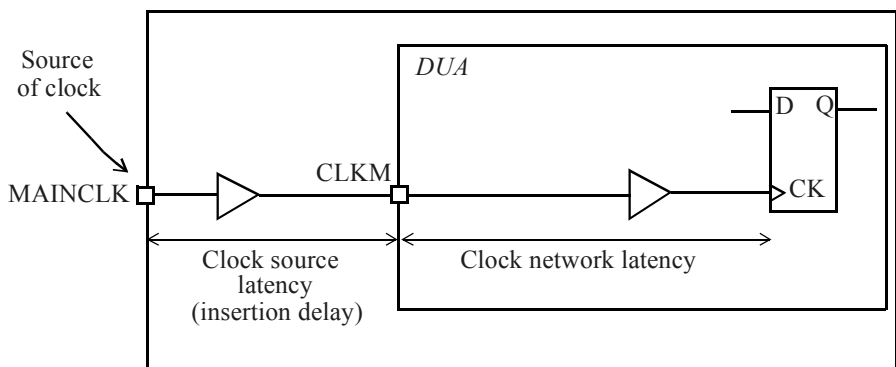 Source
of clock
DUA
D Q
MAINCLK
CLKM
CK
Clock source
latency
(insertion delay)
Clock network latency